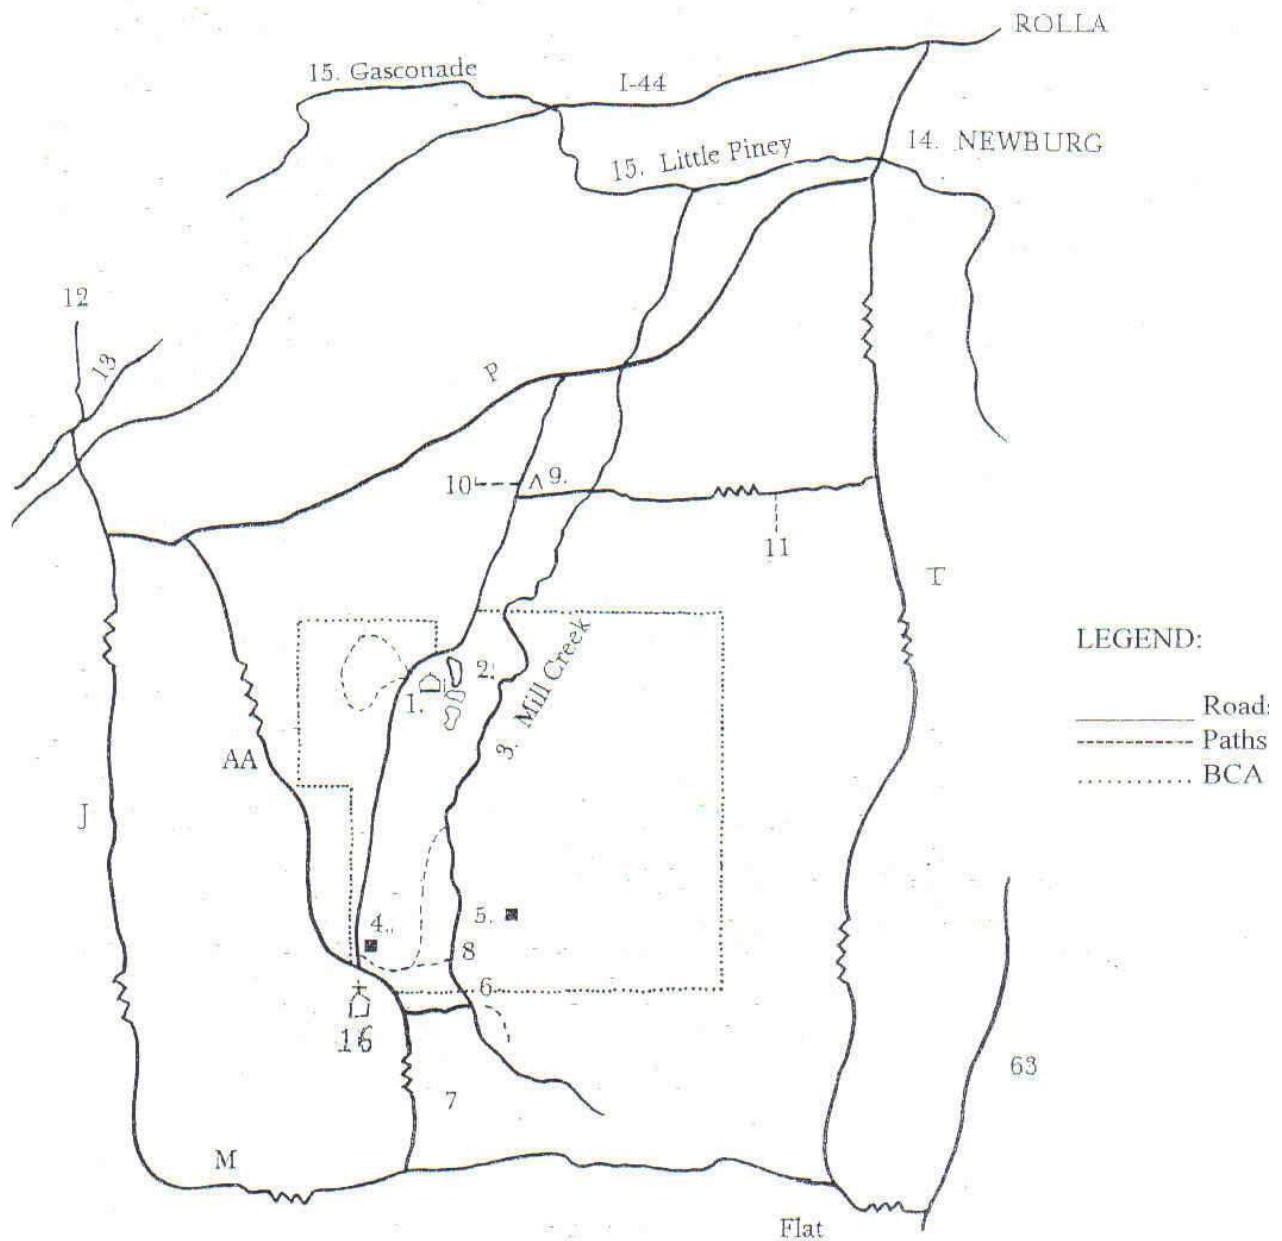 ROLLA
15. Gasconade
I-44
14. NEWBURG
15. Little Piney
12
13
P
10
9.
11
T
LEGEND:
2.
3. Mill Creek
1.
Roads
Paths
BCA
AA
J
4.
5.
8
6
16
63
7
M
Flat